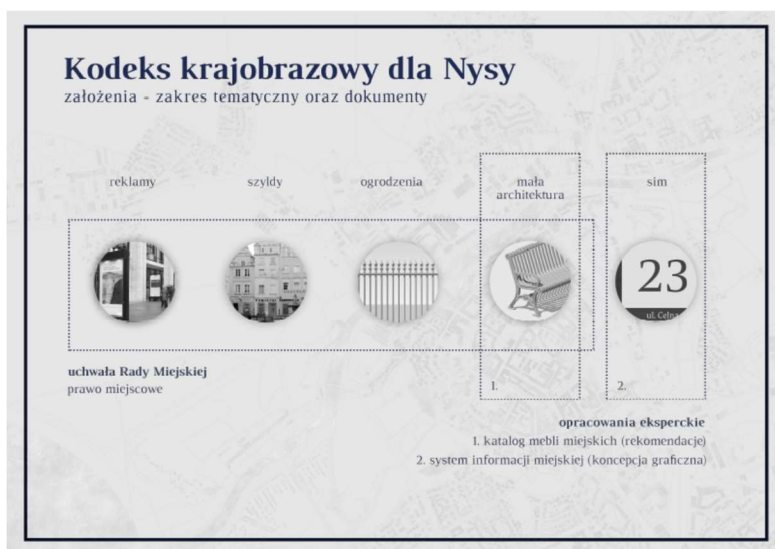 Kodeks krajobrazowy dla Nysy
założenia - zakres tematyczny oraz dokumenty
reklamy
szyldy
ogrodzenia
mała
architektura
sim
23
ul. Celna
uchwała Rady Miejskiej
prawo miejscowe
1.
2.
opracowania eksperckie
1. katalog mebli miejskich (rekomendacje)
2. system informacji miejskiej (koncepcja graficzna)